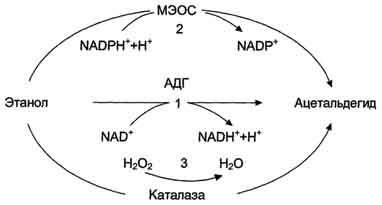 МЭОС
2
NADPH⁺+H⁺ NADP⁺
АДГ
Этанол 1 Ацетальдегид
NAD⁺ NADH⁺+H⁺
H₂O₂ 3 H₂O
Каталаза